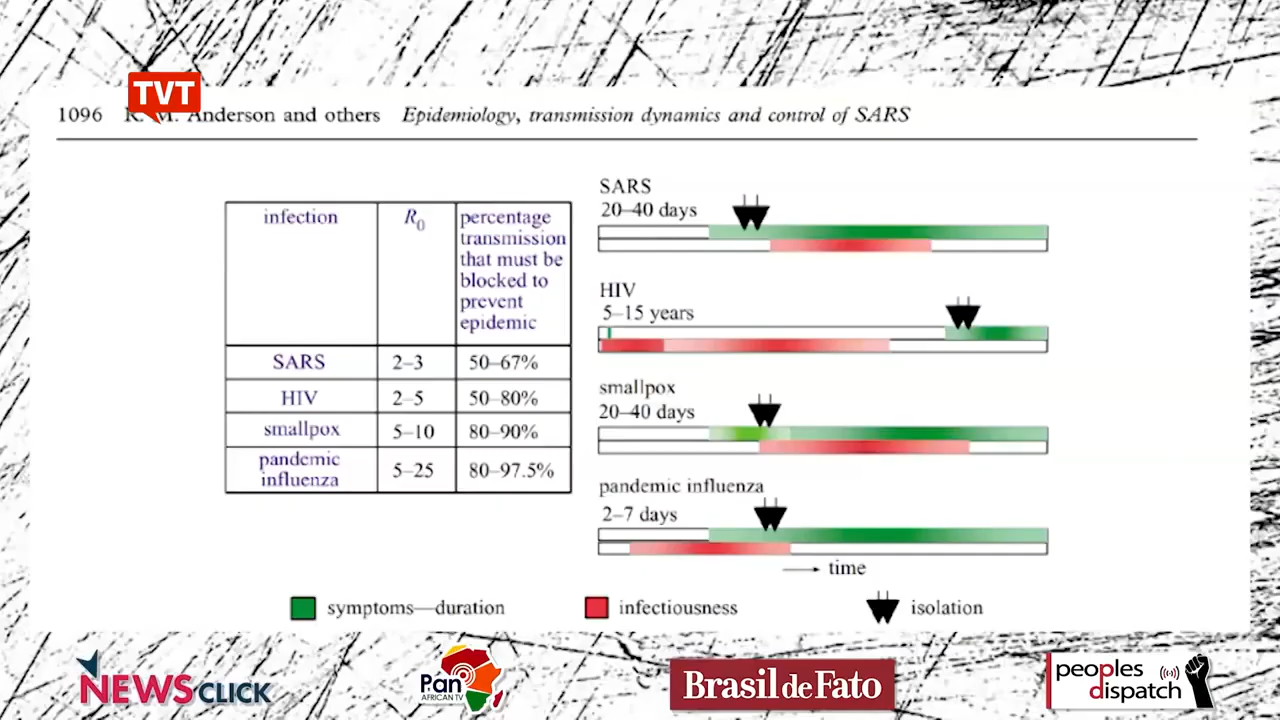 TVT
1096 R. M. Anderson and others Epidemiology, transmission dynamics and control of SARS
infection R0 percentage
transmission
that must be
blocked to
prevent
epidemic
SARS 2–3 50–67%
HIV 2–5 50–80%
smallpox 5–10 80–90%
pandemic
influenza 5–25 80–97.5%
SARS
20–40 days
HIV
5–15 years
smallpox
20–40 days
pandemic influenza
2–7 days
time
symptoms—duration infectiousness isolation
NEWSCLICK
Pan
AFRICAN TV
Brasil de Fato
peoples
dispatch